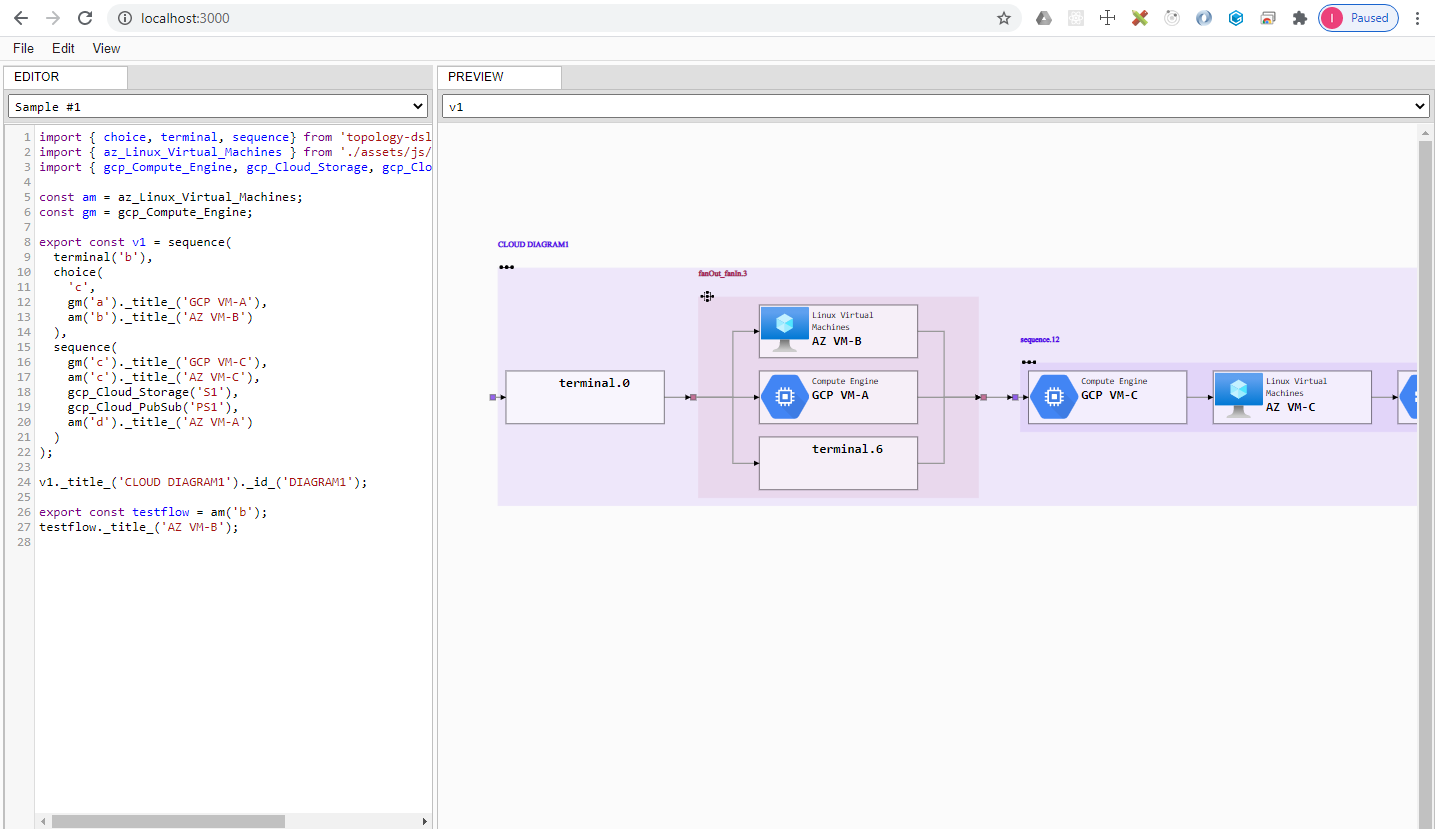 localhost:3000
I Paused
File Edit View
EDITOR
Sample #1
1 import { choice, terminal, sequence} from 'topology-dsl
2 import { az_Linux_Virtual_Machines } from './assets/js/
3 import { gcp_Compute_Engine, gcp_Cloud_Storage, gcp_Clo
4
5 const am = az_Linux_Virtual_Machines;
6 const gm = gcp_Compute_Engine;
7
8 export const v1 = sequence(
9 terminal('b'),
10 choice(
11 'c',
12 gm('a')._title_('GCP VM-A'),
13 am('b')._title_('AZ VM-B')
14 ),
15 sequence(
16 gm('c')._title_('GCP VM-C'),
17 am('c')._title_('AZ VM-C'),
18 gcp_Cloud_Storage('S1'),
19 gcp_Cloud_PubSub('PS1'),
20 am('d')._title_('AZ VM-A')
21 )
22 );
23
24 v1._title_('CLOUD DIAGRAM1')._id_('DIAGRAM1');
25
26 export const testflow = am('b');
27 testflow._title_('AZ VM-B');
28
PREVIEW
v1
CLOUD DIAGRAM1
fanOut_fanIn.3
Linux Virtual
Machines
AZ VM-B
sequence.12
terminal.0
Compute Engine
GCP VM-A
Compute Engine
GCP VM-C
Linux Virtual
Machines
AZ VM-C
terminal.6